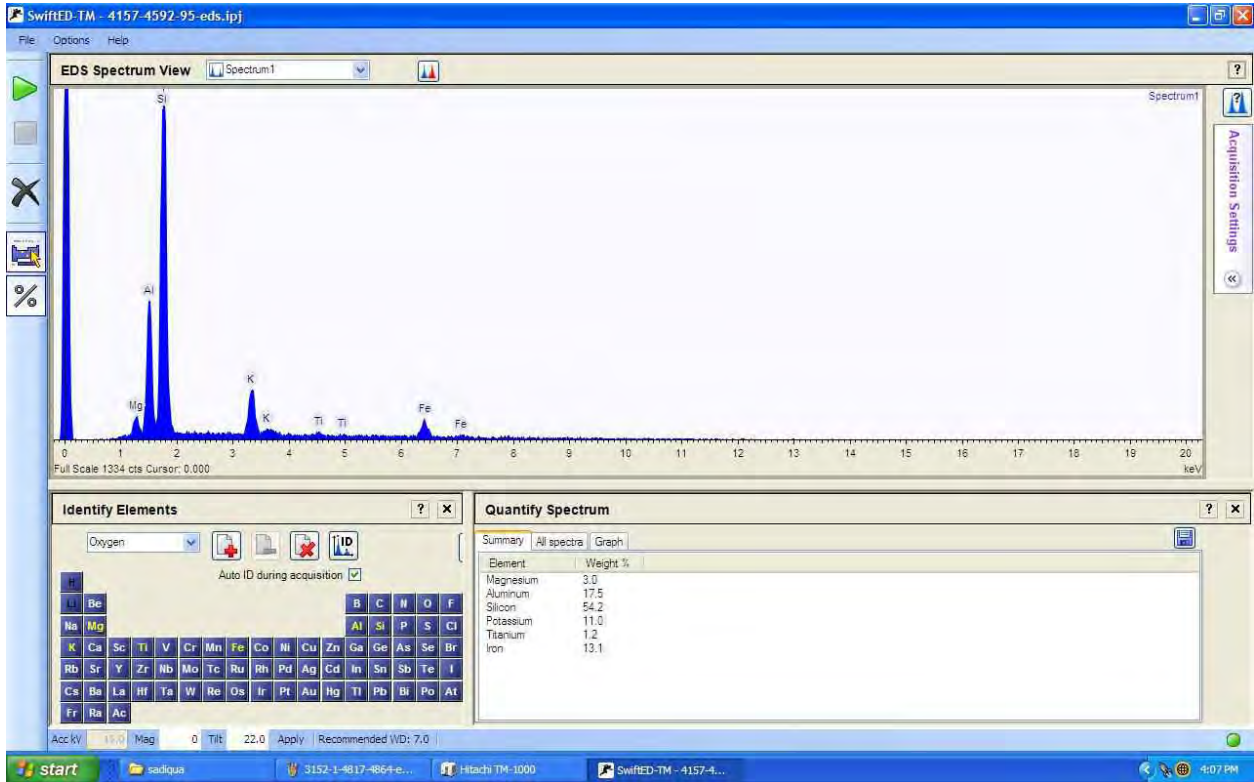 SwiftED-TM - 4157-4592-95-eds.ipj
File Options Help
EDS Spectrum View Spectrum1 ?
Spectrum1
Si
Al
Mg
K
K
Ti Ti
Fe
Fe
0 1 2 3 4 5 6 7 8 9 10 11 12 13 14 15 16 17 18 19 20
Full Scale 1334 cts Cursor: 0.000 keV
Acquisition Settings
Identify Elements ? X
Oxygen
ID
Auto ID during acquisition
H
Li Be B C N O F
Na Mg Al Si P S Cl
K Ca Sc Ti V Cr Mn Fe Co Ni Cu Zn Ga Ge As Se Br
Rb Sr Y Zr Nb Mo Tc Ru Rh Pd Ag Cd In Sn Sb Te I
Cs Ba La Hf Ta W Re Os Ir Pt Au Hg Tl Pb Bi Po At
Fr Ra Ac
Quantify Spectrum ? X
Summary All spectra Graph
Element Weight %
Magnesium 3.0
Aluminum 17.5
Silicon 54.2
Potassium 11.0
Titanium 1.2
Iron 13.1
Acc kV 15.0 Mag 0 Tilt 22.0 Apply Recommended WD: 7.0
start sadiqua 3152-1-4817-4864-e... Hitachi TM-1000 SwiftED-TM - 4157-4... 4:07 PM